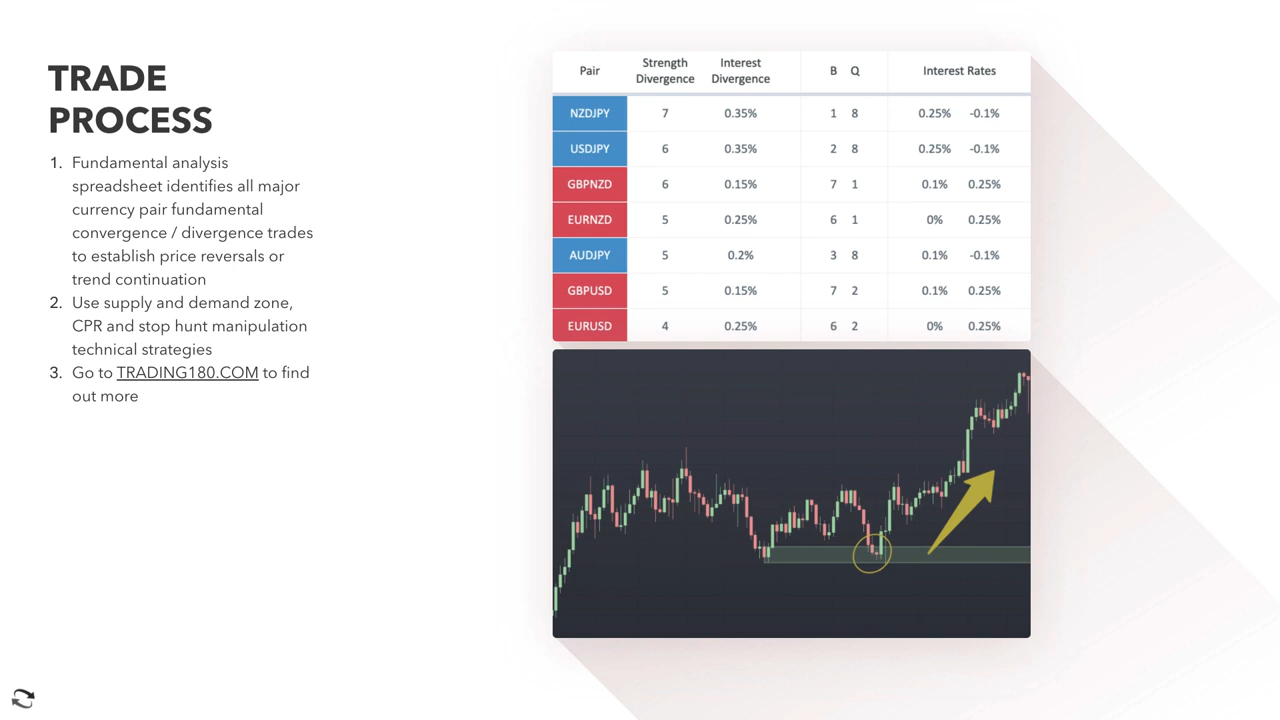 TRADE
PROCESS
1. Fundamental analysis
spreadsheet identifies all major
currency pair fundamental
convergence / divergence trades
to establish price reversals or
trend continuation
2. Use supply and demand zone,
CPR and stop hunt manipulation
technical strategies
3. Go to TRADING180.COM to find
out more
Pair Strength Divergence Interest Divergence B Q Interest Rates
NZDJPY 7 0.35% 1 8 0.25% -0.1%
USDJPY 6 0.35% 2 8 0.25% -0.1%
GBPNZD 6 0.15% 7 1 0.1% 0.25%
EURNZD 5 0.25% 6 1 0% 0.25%
AUDJPY 5 0.2% 3 8 0.1% -0.1%
GBPUSD 5 0.15% 7 2 0.1% 0.25%
EURUSD 4 0.25% 6 2 0% 0.25%